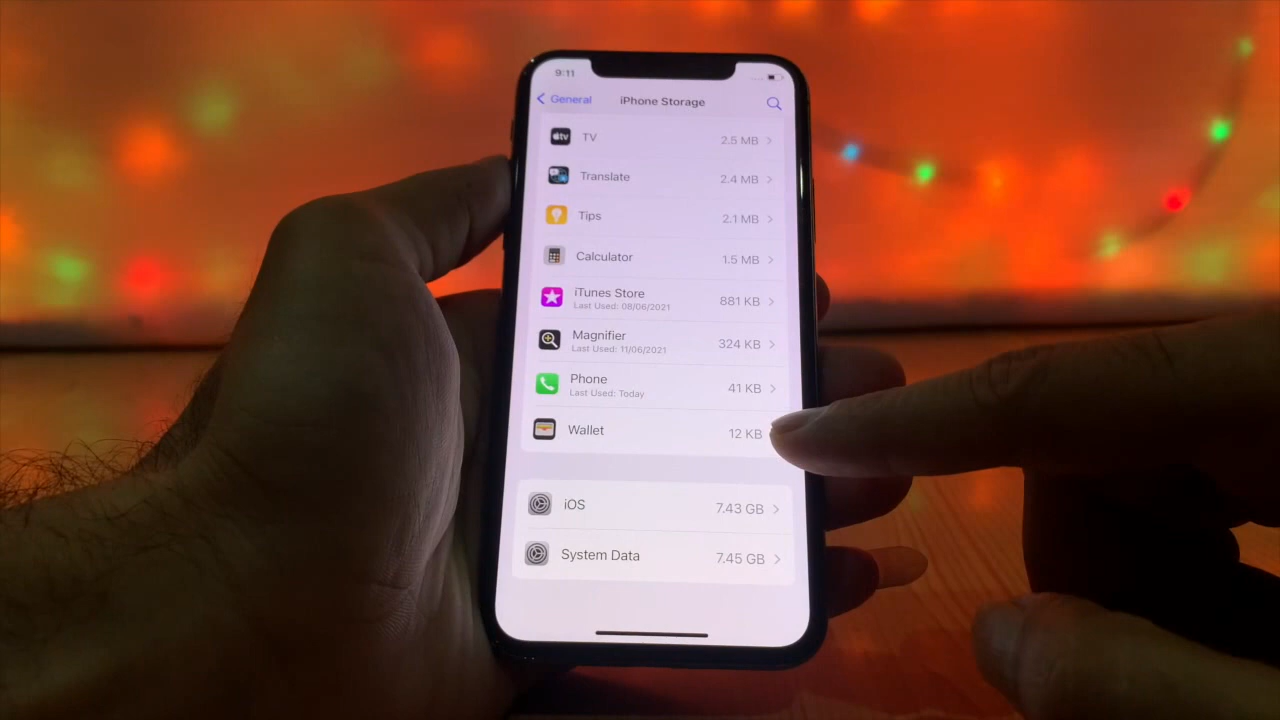 9:11
General
iPhone Storage
tv
TV
2.5 MB
Translate
2.4 MB
Tips
2.1 MB
Calculator
1.5 MB
iTunes Store
Last Used: 08/06/2021
881 KB
Magnifier
Last Used: 11/06/2021
324 KB
Phone
Last Used: Today
41 KB
Wallet
12 KB
iOS
7.43 GB
System Data
7.45 GB